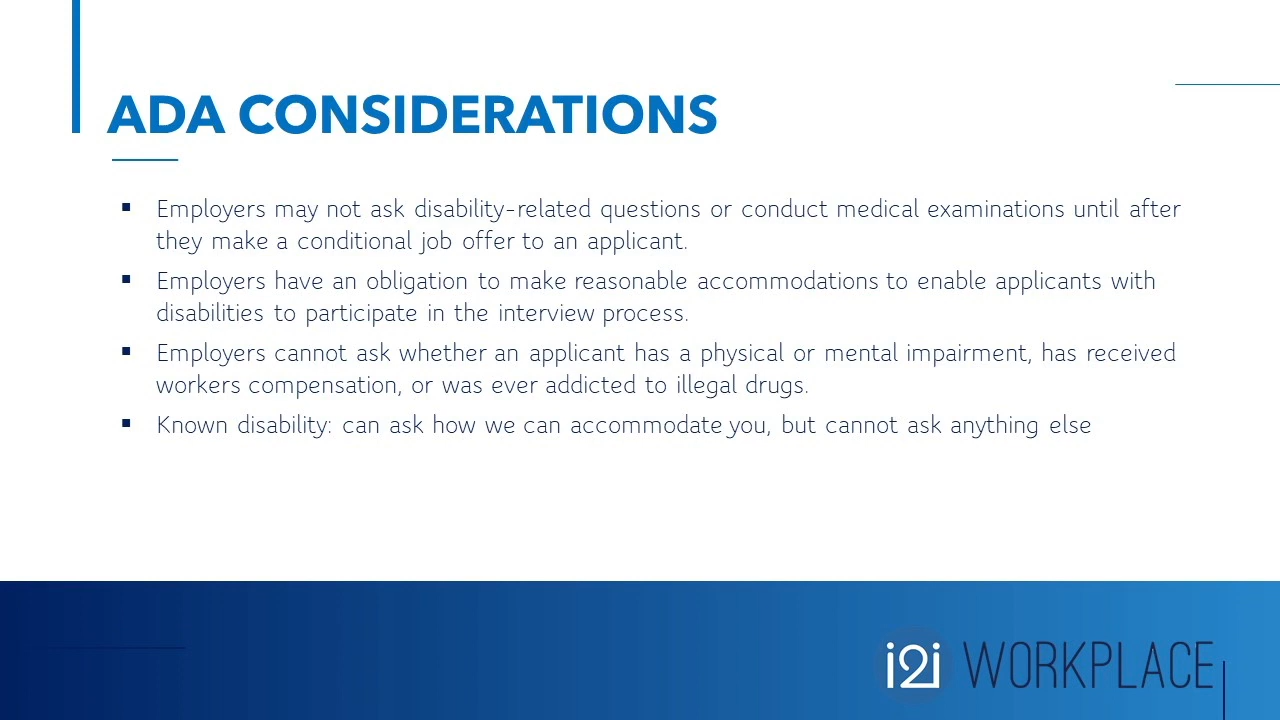 ADA CONSIDERATIONS
▪ Employers may not ask disability-related questions or conduct medical examinations until after
they make a conditional job offer to an applicant.
▪ Employers have an obligation to make reasonable accommodations to enable applicants with
disabilities to participate in the interview process.
▪ Employers cannot ask whether an applicant has a physical or mental impairment, has received
workers compensation, or was ever addicted to illegal drugs.
▪ Known disability: can ask how we can accommodate you, but cannot ask anything else
i2i WORKPLACE